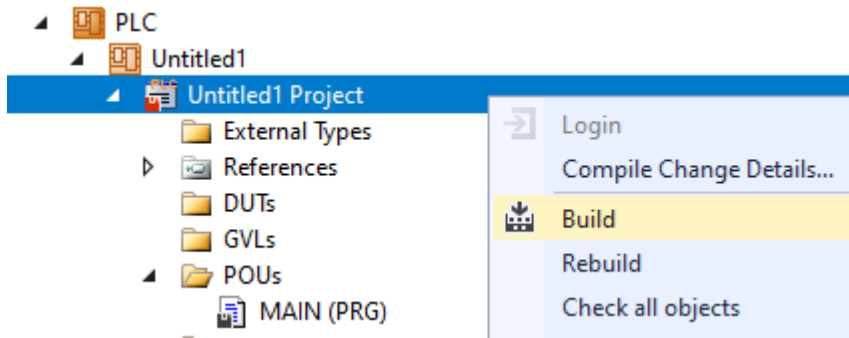 PLC
Untitled1
Untitled1 Project
External Types
References
DUTs
GVLs
POUs
MAIN (PRG)
Login
Compile Change Details...
Build
Rebuild
Check all objects